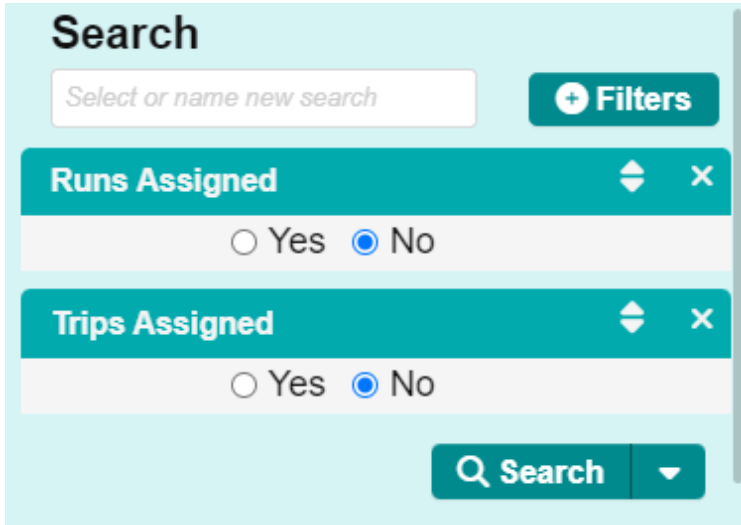 Search
Select or name new search
Filters
Runs Assigned
Yes No
Trips Assigned
Yes No
Search